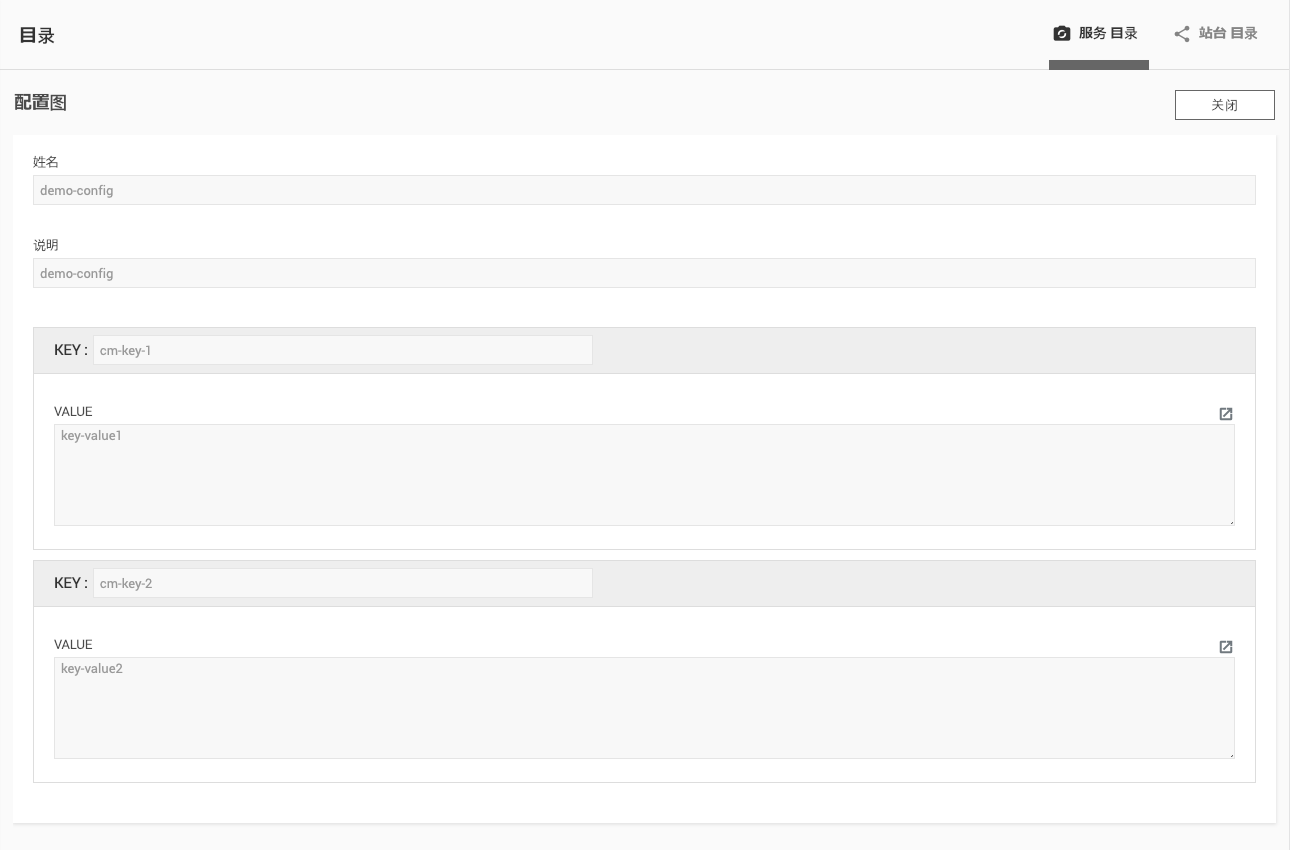 目录
服务 目录
站台 目录
配置图
关闭
姓名
demo-config
说明
demo-config
KEY : cm-key-1
VALUE
key-value1
KEY : cm-key-2
VALUE
key-value2